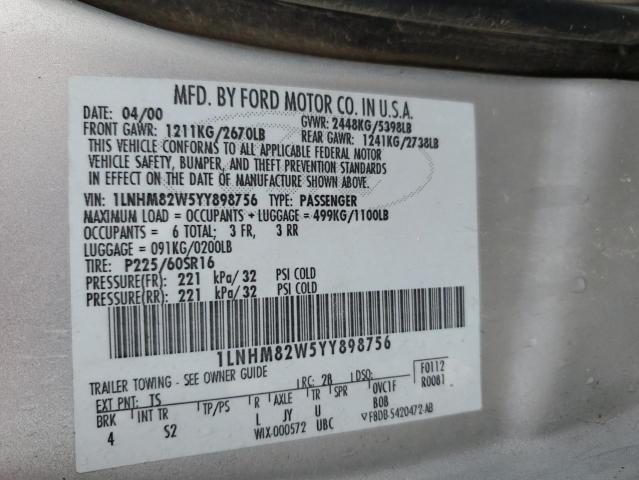 MFD. BY FORD MOTOR CO. IN U.S.A.
DATE: 04/00 GVWR: 2448KG/5398LB
FRONT GAWR: 1211KG/2670LB REAR GAWR: 1241KG/2738LB
THIS VEHICLE CONFORMS TO ALL APPLICABLE FEDERAL MOTOR
VEHICLE SAFETY, BUMPER, AND THEFT PREVENTION STANDARDS
IN EFFECT ON THE DATE OF MANUFACTURE SHOWN ABOVE.
VIN: 1LNHM82W5YY898756 TYPE: PASSENGER
MAXIMUM LOAD = OCCUPANTS + LUGGAGE = 499KG/1100LB
OCCUPANTS = 6 TOTAL; 3 FR, 3 RR
LUGGAGE = 091KG/0200LB
TIRE: P225/60SR16
PRESSURE(FR): 221 kPa/32 PSI COLD
PRESSURE(RR): 221 kPa/32 PSI COLD
1LNHM82W5YY898756
TRAILER TOWING - SEE OWNER GUIDE
EXT PNT: TS RC: 28 DSO: F0112
BRK INT TR TP/PS R AXLE TR SPR 0VC1F R0081
4 S2 L JY U B0B
WIX-000572 UBC F8DB-5420472-AB